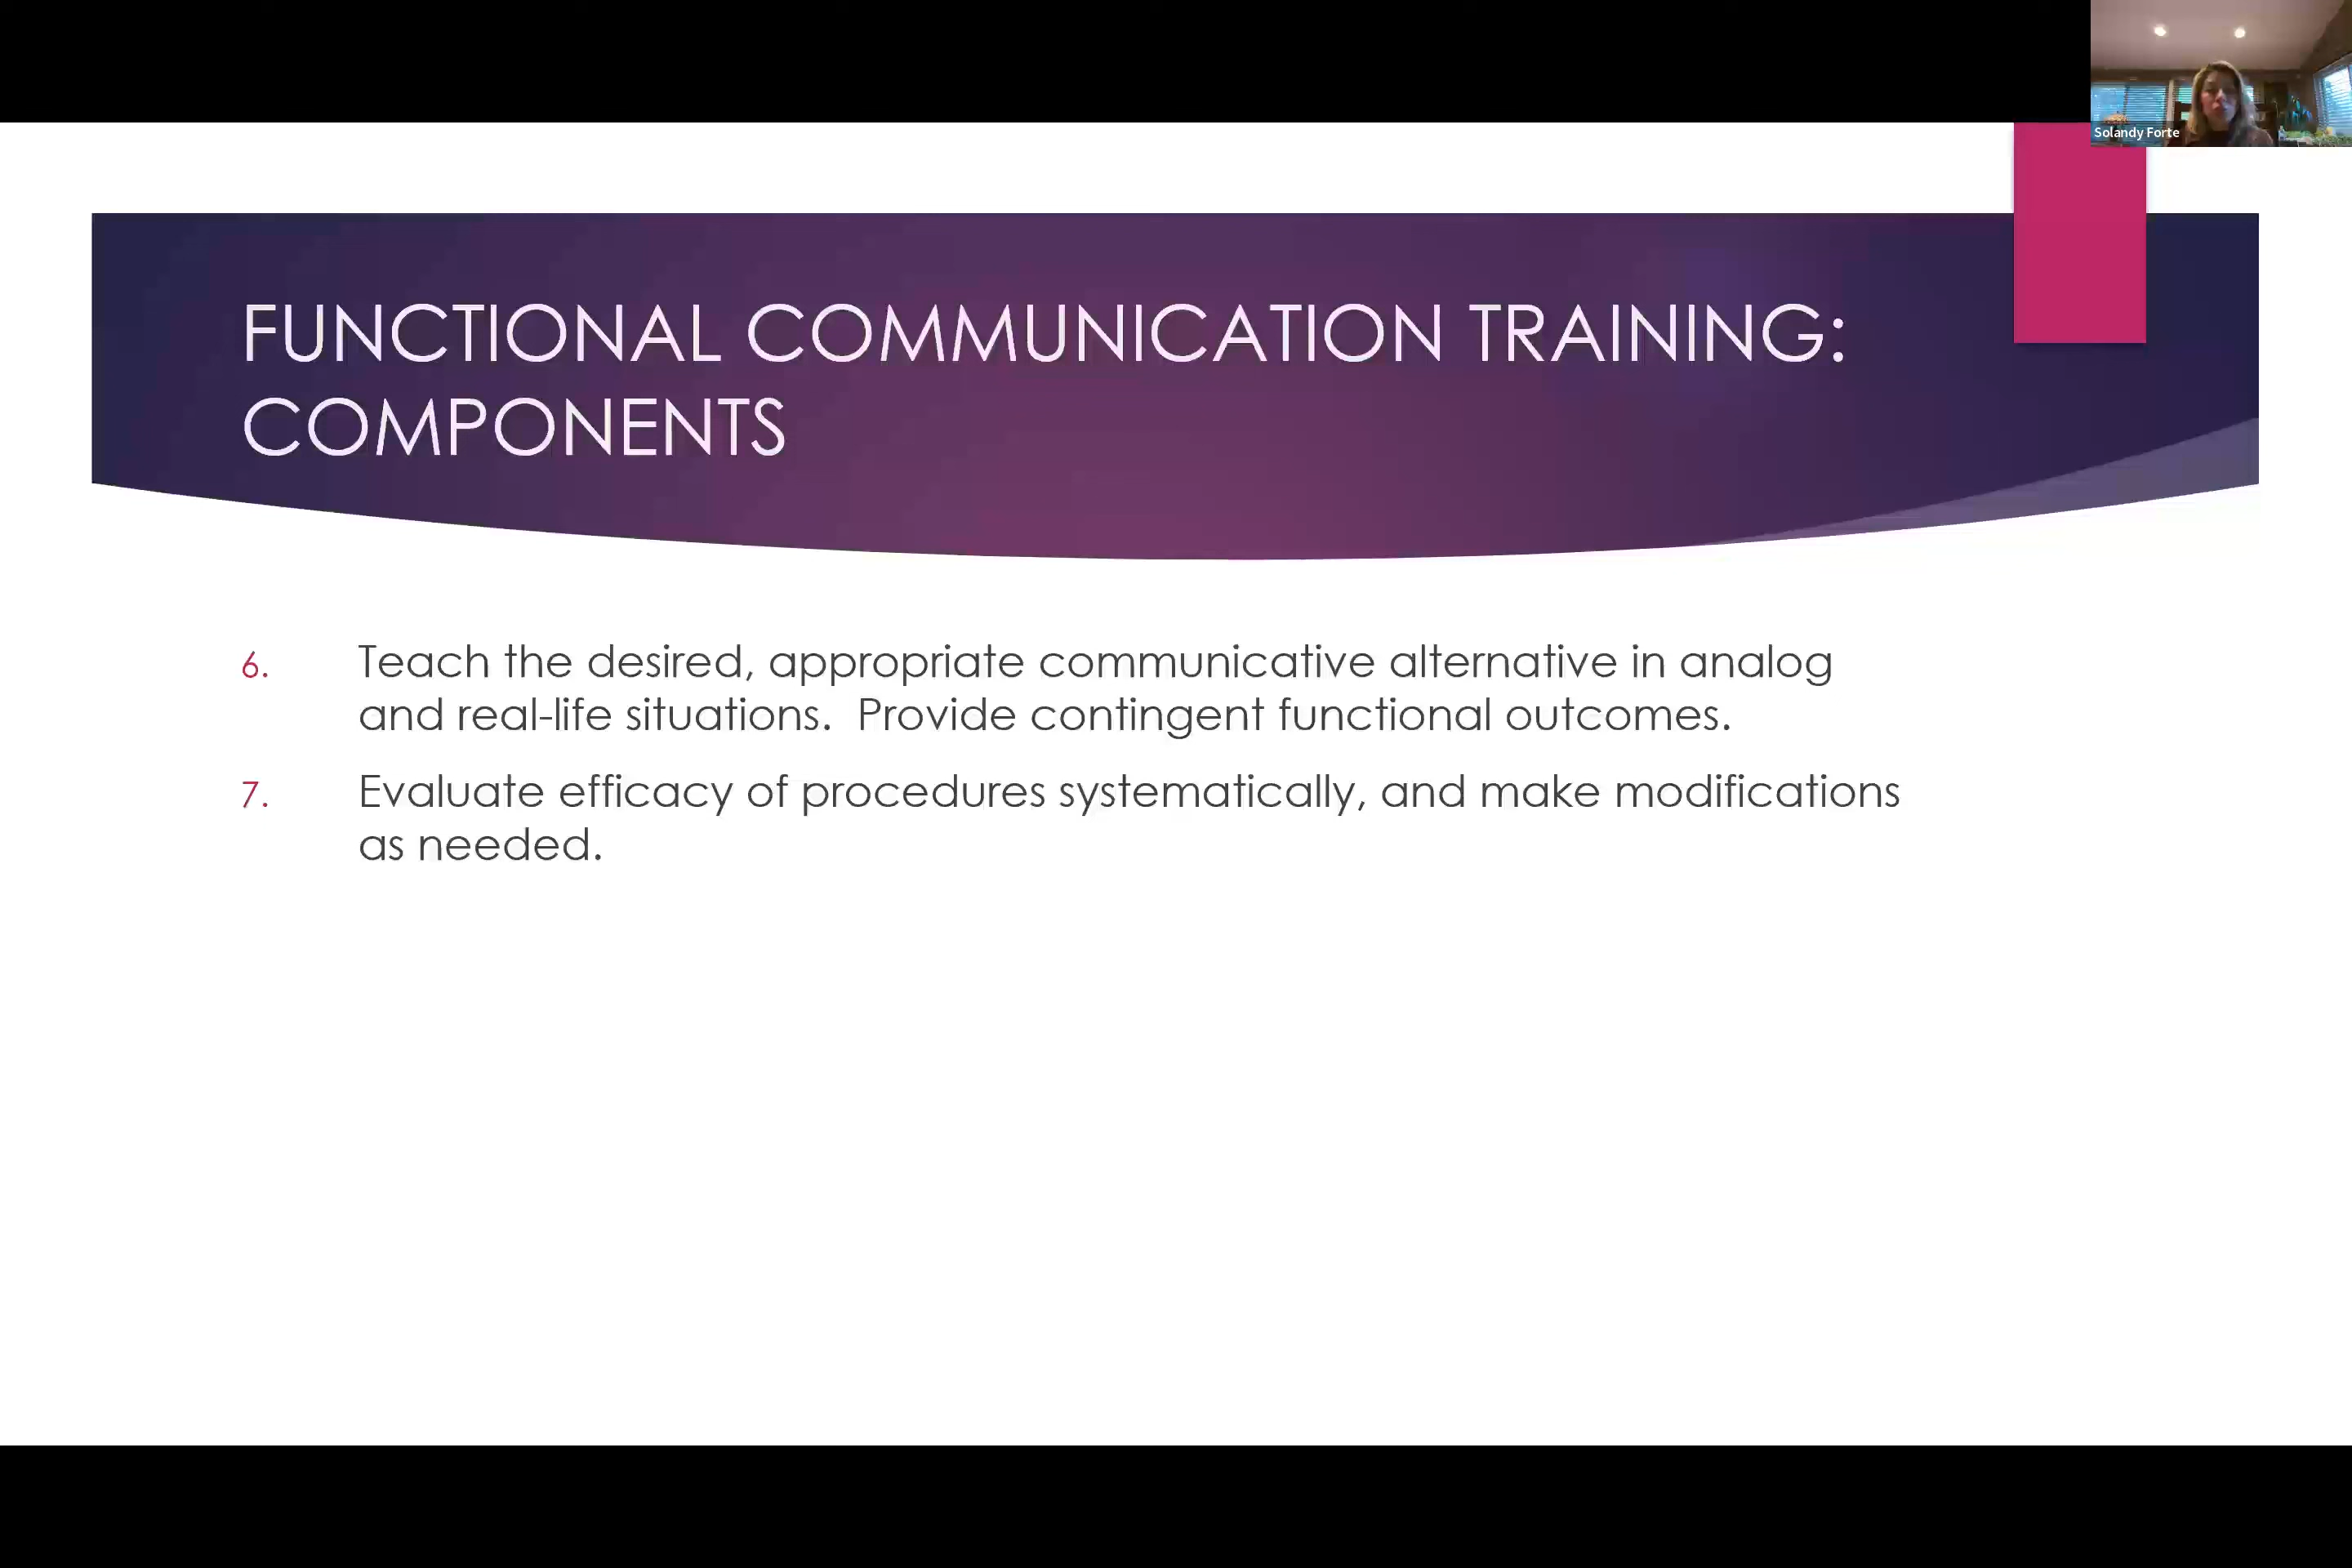 Solandy Forte
FUNCTIONAL COMMUNICATION TRAINING:
COMPONENTS
6. Teach the desired, appropriate communicative alternative in analog
and real-life situations.  Provide contingent functional outcomes.
7. Evaluate efficacy of procedures systematically, and make modifications
as needed.